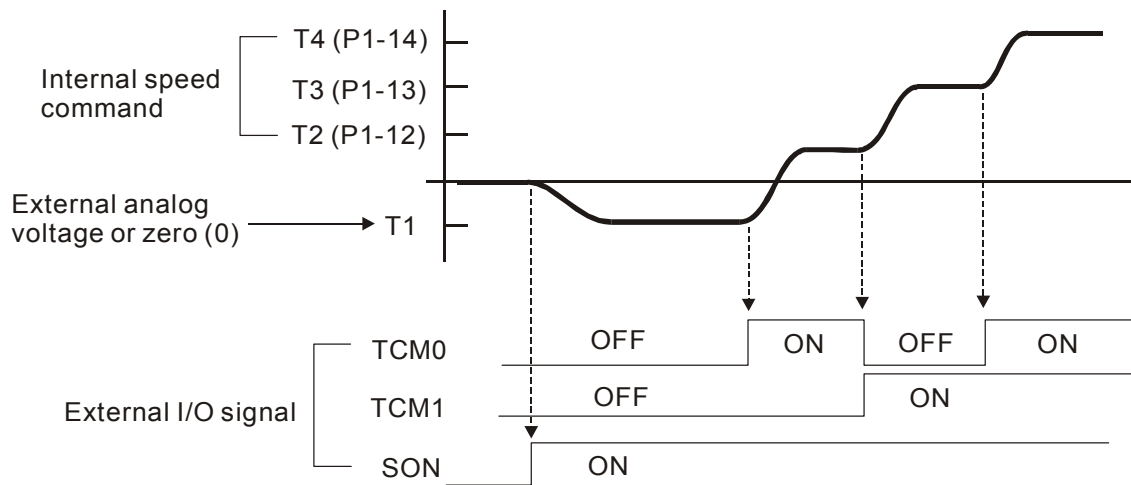 T4 (P1-14)
Internal speed
command
T3 (P1-13)
T2 (P1-12)
External analog
voltage or zero (0)
T1
TCM0
OFF
ON
OFF
ON
External I/O signal
TCM1
OFF
ON
SON
ON